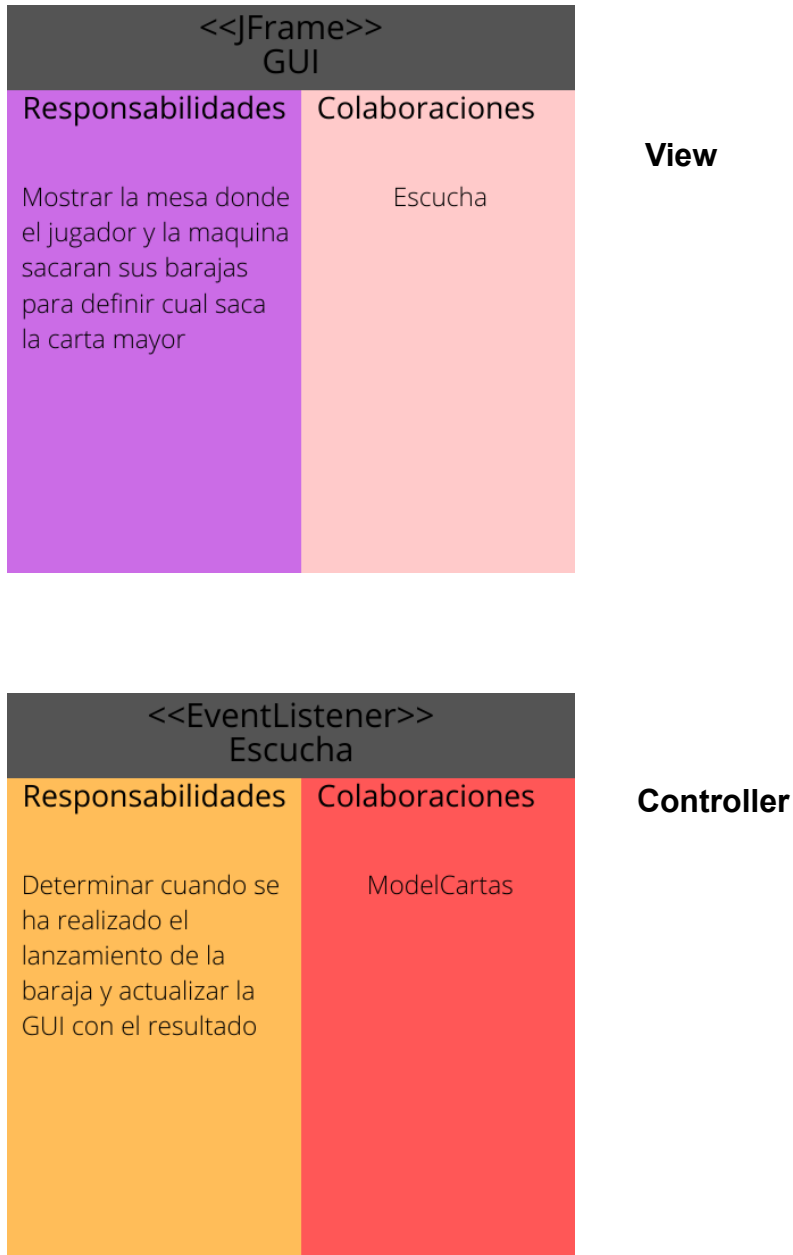 <<JFrame>>
GUI
Responsabilidades
Colaboraciones
View
Mostrar la mesa donde
el jugador y la maquina
sacaran sus barajas
para definir cual saca
la carta mayor
Escucha
<<EventListener>>
Escucha
Responsabilidades
Colaboraciones
Controller
Determinar cuando se
ha realizado el
lanzamiento de la
baraja y actualizar la
GUI con el resultado
ModelCartas